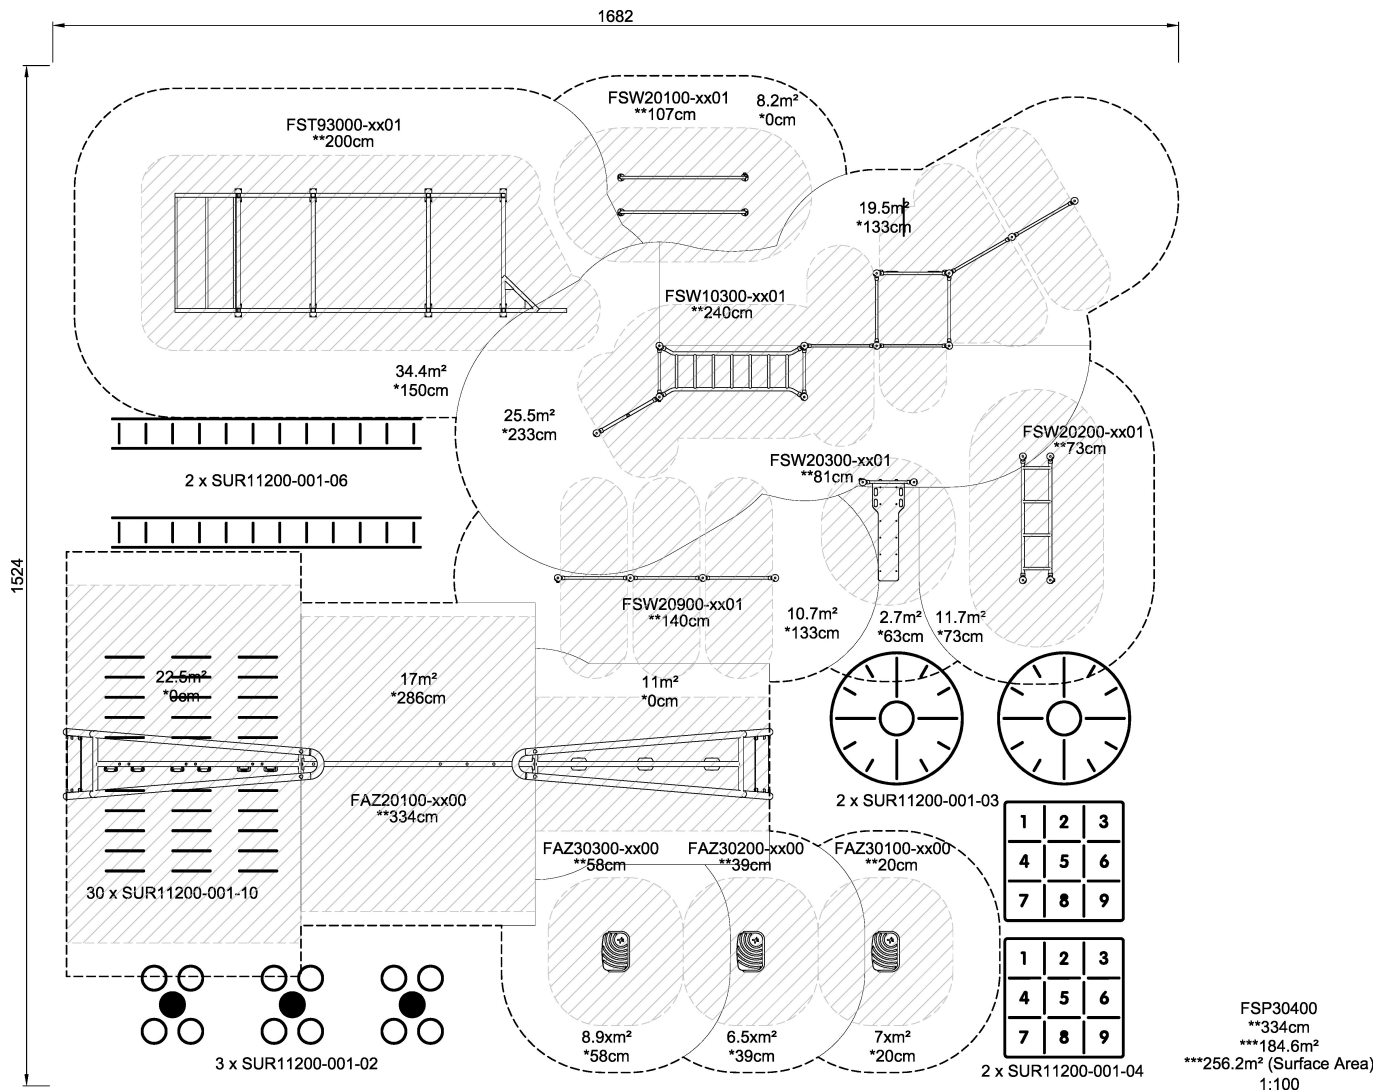 1682
1524
FST93000-xx01
**200cm
FSW20100-xx01
**107cm
8.2m²
*0cm
19.5m²
*133cm
FSW10300-xx01
**240cm
34.4m²
*150cm
25.5m²
*233cm
FSW20200-xx01
**73cm
FSW20300-xx01
**81cm
2 x SUR11200-001-06
FSW20900-xx01
**140cm
10.7m²
*133cm
2.7m²
*63cm
11.7m²
*73cm
22.5m²
*0cm
17m²
*286cm
11m²
*0cm
FAZ20100-xx00
**334cm
2 x SUR11200-001-03
1 2 3
4 5 6
7 8 9
FAZ30300-xx00
**58cm
FAZ30200-xx00
**39cm
FAZ30100-xx00
**20cm
30 x SUR11200-001-10
1 2 3
4 5 6
7 8 9
8.9xm²
*58cm
6.5xm²
*39cm
7xm²
*20cm
3 x SUR11200-001-02
2 x SUR11200-001-04
FSP30400
**334cm
***184.6m²
***256.2m² (Surface Area)
1:100